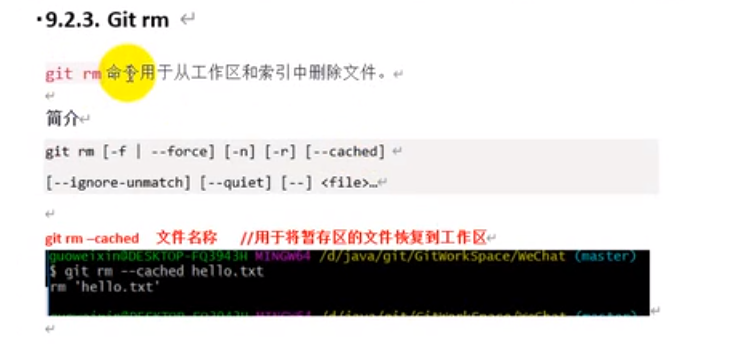 ·9.2.3. Git rm ↵
git rm 命令用于从工作区和索引中删除文件。↵
↵
简介↵
git rm [-f | --force] [-n] [-r] [--cached] ↵
[--ignore-unmatch] [--quiet] [--] <file>…↵
↵
git rm –cached 文件名称 //用于将暂存区的文件恢复到工作区↵
guoweixin@DESKTOP-FQ3943H MINGW64 /d/java/git/GitWorkSpace/WeChat (master)
$ git rm --cached hello.txt
rm 'hello.txt'
↵
↵